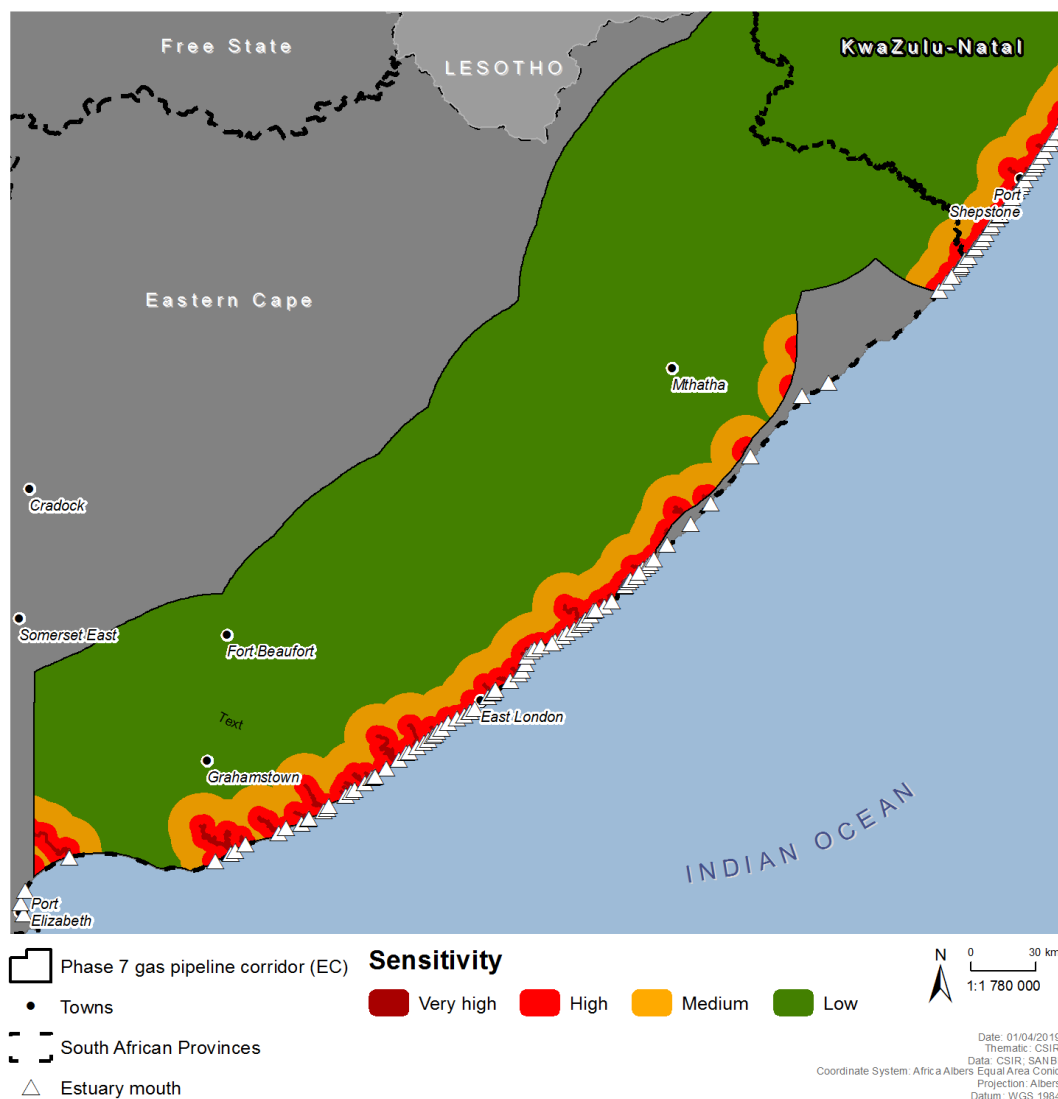 Free State
LESOTHO
KwaZulu-Natal
Port
Shepstone
Eastern Cape
Mthatha
Cradock
Somerset East
Fort Beaufort
Text
East London
Grahamstown
INDIAN OCEAN
Port
Elizabeth
Phase 7 gas pipeline corridor (EC)
Towns
South African Provinces
Estuary mouth
Sensitivity
Very high
High
Medium
Low
N
0 30 km
1:1 780 000
Date: 01/04/2019
Thematic: CSIR
Data: CSIR; SANB
Coordinate System: Africa Albers Equal Area Conic
Projection: Albers
Datum: WGS 1984